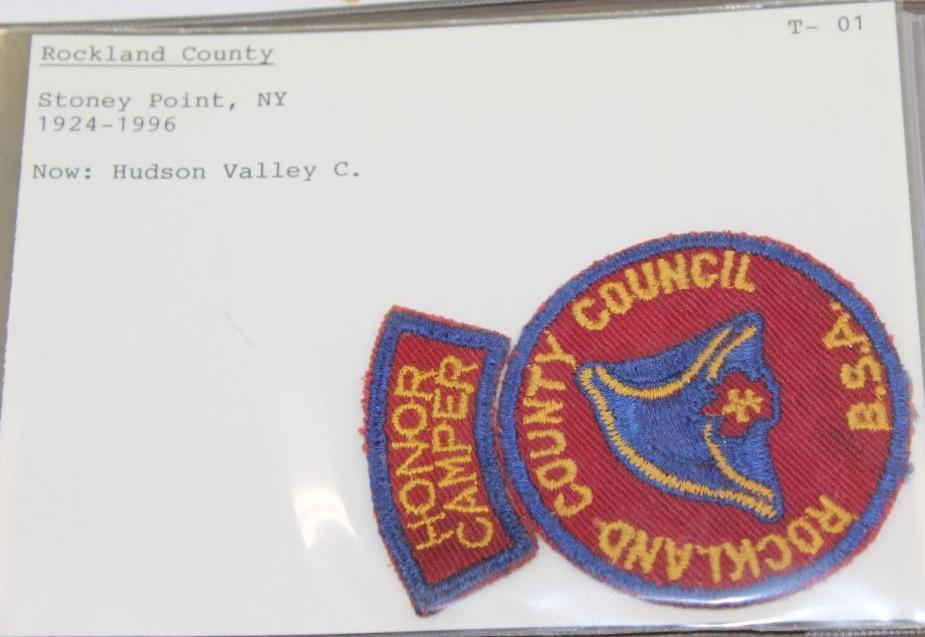 T- 01
Rockland County
Stoney Point, NY
1924-1996
Now: Hudson Valley C.
HONOR
CAMPER
ROCKLAND COUNTY COUNCIL
B.S.A.